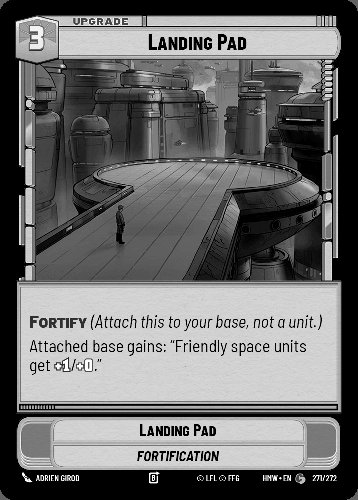 UPGRADE
3
LANDING PAD
FORTIFY (Attach this to your base, not a unit.)
Attached base gains: “Friendly space units
get +1/+0.”
LANDING PAD
FORTIFICATION
ADRIEN GIROD
© LFL © FFG
HMW • EN
271/272